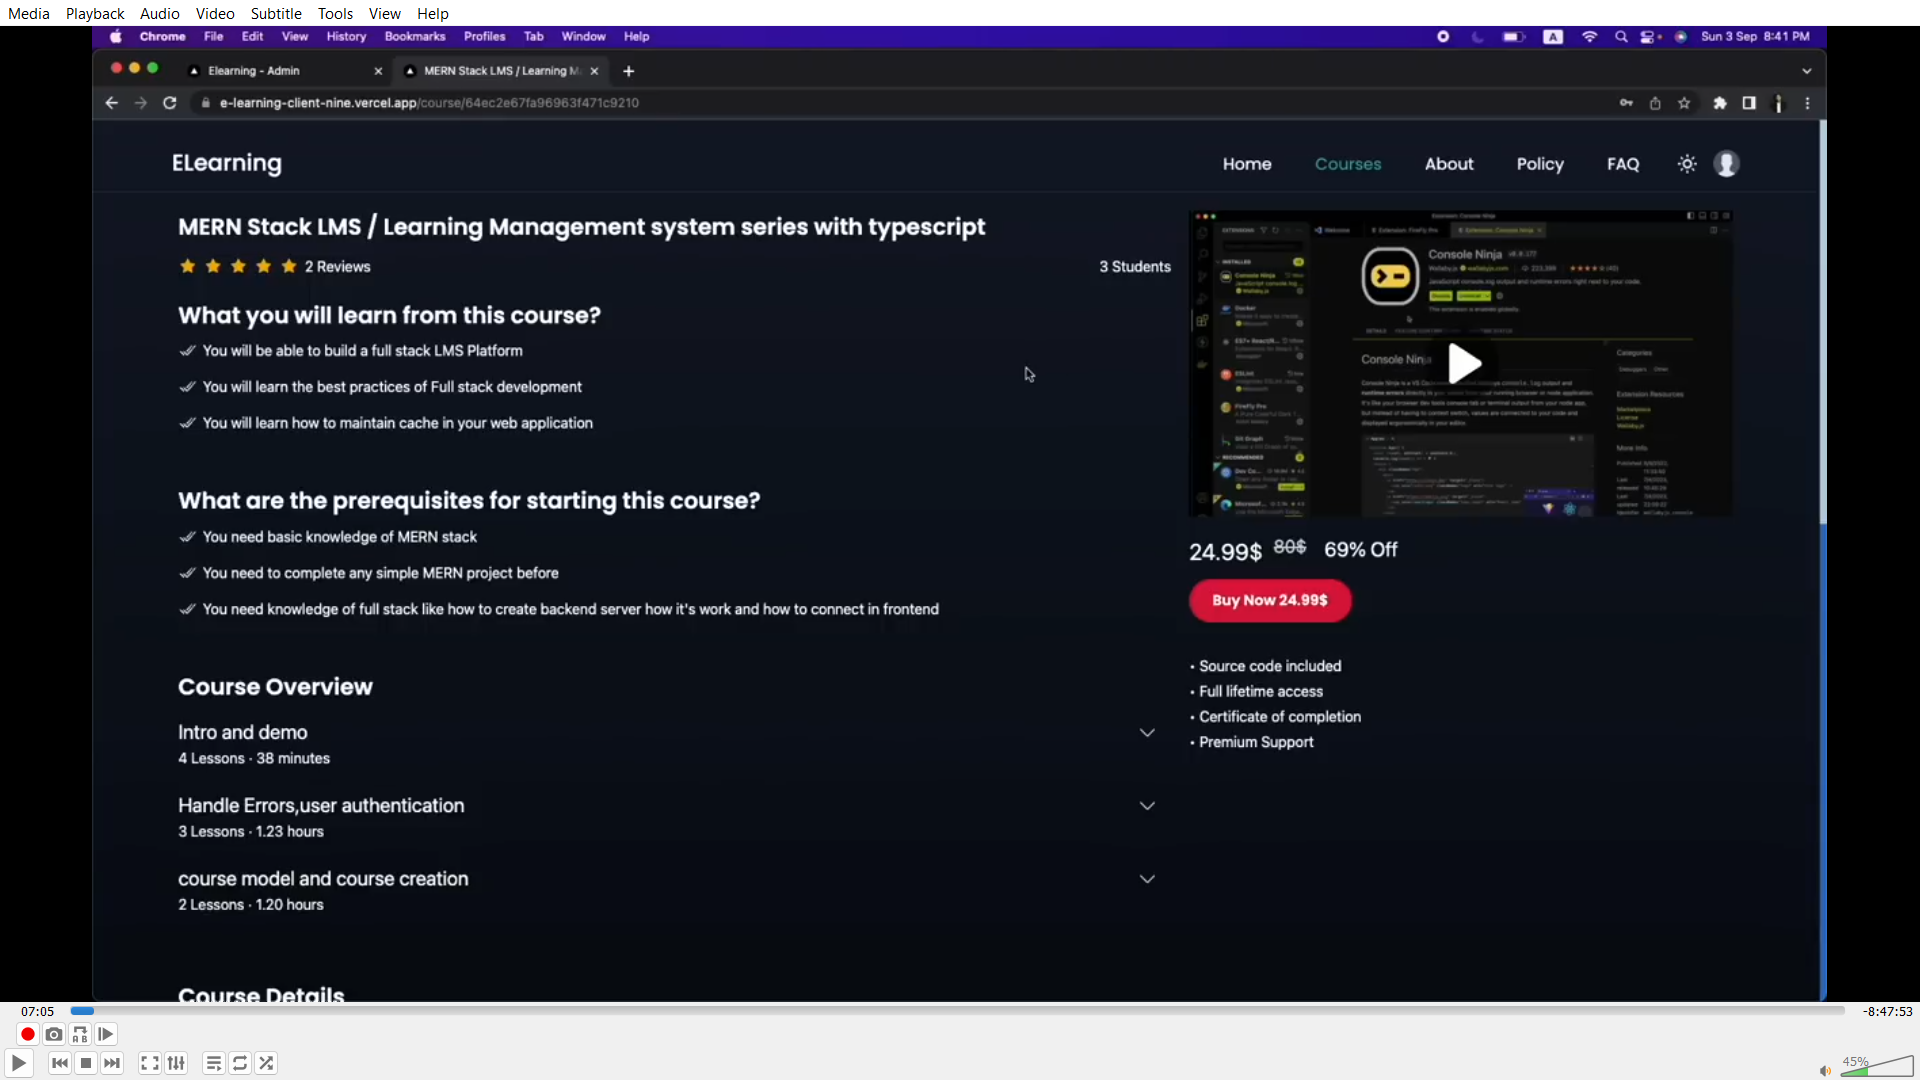 Media Playback Audio Video Subtitle Tools View Help
Chrome File Edit View History Bookmarks Profiles Tab Window Help
A
Sun 3 Sep 8:41 PM
Elearning - Admin
MERN Stack LMS / Learning M
e-learning-client-nine.vercel.app/course/64ec2e67fa96963f471c9210
ELearning
Home Courses About Policy FAQ
MERN Stack LMS / Learning Management system series with typescript
2 Reviews
3 Students
What you will learn from this course?
You will be able to build a full stack LMS Platform
You will learn the best practices of Full stack development
You will learn how to maintain cache in your web application
What are the prerequisites for starting this course?
You need basic knowledge of MERN stack
You need to complete any simple MERN project before
You need knowledge of full stack like how to create backend server how it's work and how to connect in frontend
Course Overview
Intro and demo
4 Lessons · 38 minutes
Handle Errors,user authentication
3 Lessons · 1.23 hours
course model and course creation
2 Lessons · 1.20 hours
Course Details
Console Ninja
Console Ninj
Categories
Extension Resources
More Info
24.99$ 80$ 69% Off
Buy Now 24.99$
• Source code included
• Full lifetime access
• Certificate of completion
• Premium Support
07:05
-8:47:53
A B
45%